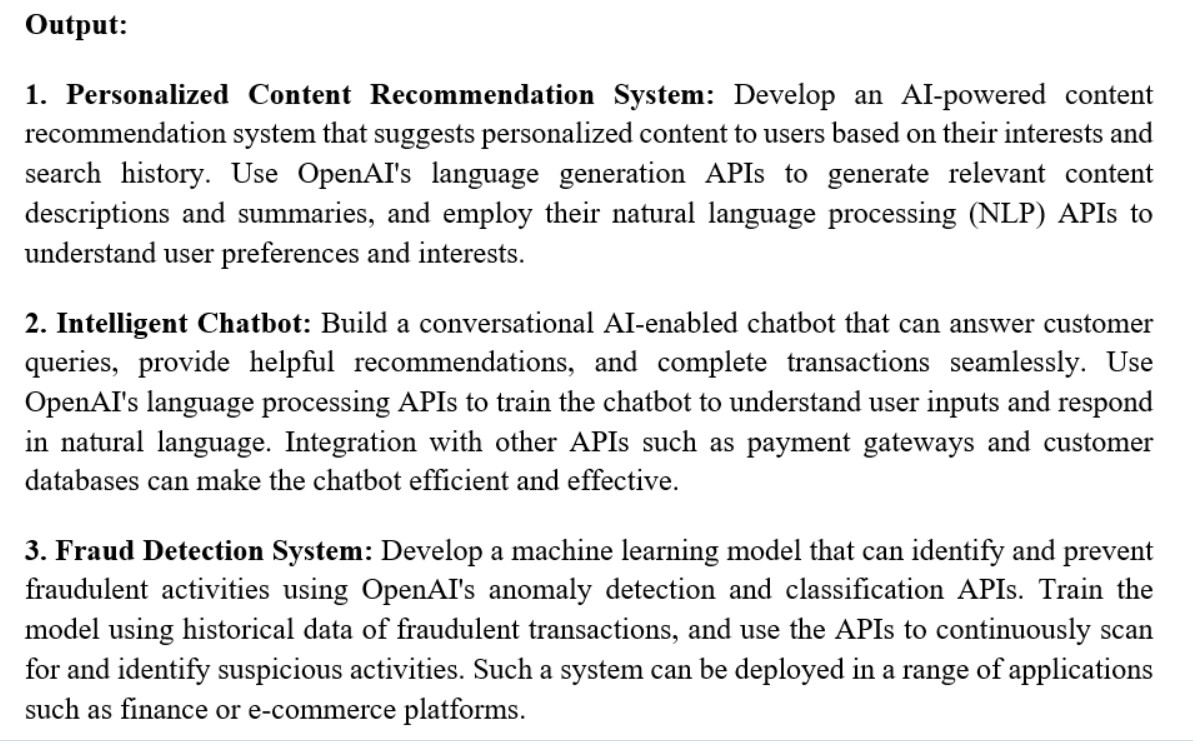 Output:
1. Personalized Content Recommendation System: Develop an AI-powered content
recommendation system that suggests personalized content to users based on their interests and
search history. Use OpenAI's language generation APIs to generate relevant content
descriptions and summaries, and employ their natural language processing (NLP) APIs to
understand user preferences and interests.
2. Intelligent Chatbot: Build a conversational AI-enabled chatbot that can answer customer
queries, provide helpful recommendations, and complete transactions seamlessly. Use
OpenAI's language processing APIs to train the chatbot to understand user inputs and respond
in natural language. Integration with other APIs such as payment gateways and customer
databases can make the chatbot efficient and effective.
3. Fraud Detection System: Develop a machine learning model that can identify and prevent
fraudulent activities using OpenAI's anomaly detection and classification APIs. Train the
model using historical data of fraudulent transactions, and use the APIs to continuously scan
for and identify suspicious activities. Such a system can be deployed in a range of applications
such as finance or e-commerce platforms.